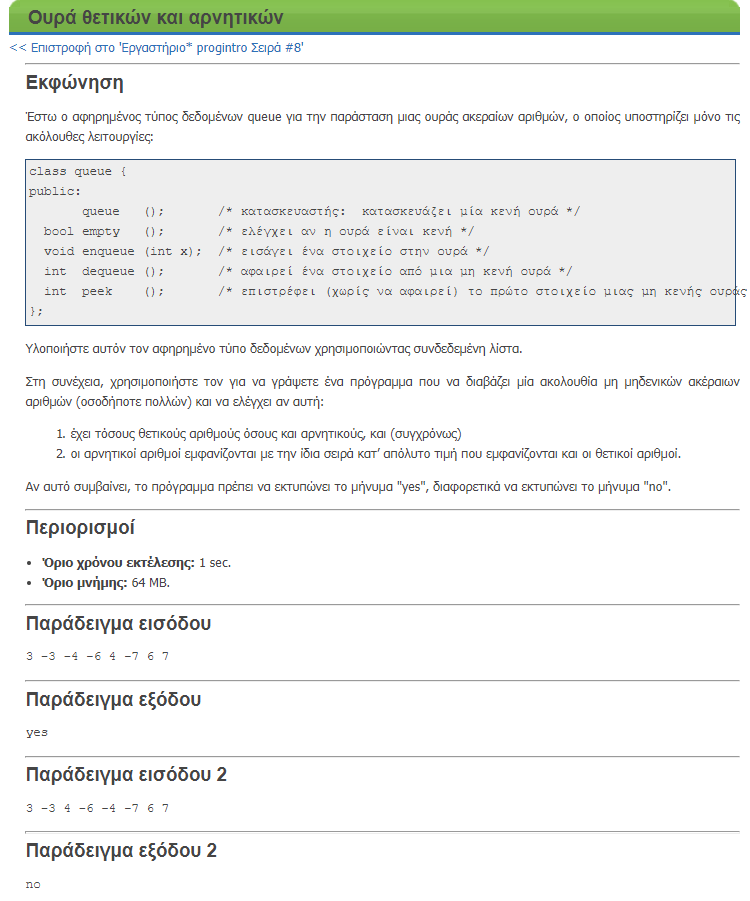 Ουρά θετικών και αρνητικών
<< Επιστροφή στο 'Εργαστήριο* progintro Σειρά #8'
Εκφώνηση
Έστω ο αφηρημένος τύπος δεδομένων queue για την παράσταση μιας ουράς ακεραίων αριθμών, ο οποίος υποστηρίζει μόνο τις
ακόλουθες λειτουργίες:
class queue {
public:
queue (); /* κατασκευαστής: κατασκευάζει μία κενή ουρά */
bool empty (); /* ελέγχει αν η ουρά είναι κενή */
void enqueue (int x); /* εισάγει ένα στοιχείο στην ουρά */
int dequeue (); /* αφαιρεί ένα στοιχείο από μια μη κενή ουρά */
int peek (); /* επιστρέφει (χωρίς να αφαιρεί) το πρώτο στοιχείο μιας μη κενής ουράς
};
Υλοποιήστε αυτόν τον αφηρημένο τύπο δεδομένων χρησιμοποιώντας συνδεδεμένη λίστα.
Στη συνέχεια, χρησιμοποιήστε τον για να γράψετε ένα πρόγραμμα που να διαβάζει μία ακολουθία μη μηδενικών ακέραιων
αριθμών (οσοδήποτε πολλών) και να ελέγχει αν αυτή:
1. έχει τόσους θετικούς αριθμούς όσους και αρνητικούς, και (συγχρόνως)
2. οι αρνητικοί αριθμοί εμφανίζονται με την ίδια σειρά κατ' απόλυτο τιμή που εμφανίζονται και οι θετικοί αριθμοί.
Αν αυτό συμβαίνει, το πρόγραμμα πρέπει να εκτυπώνει το μήνυμα "yes", διαφορετικά να εκτυπώνει το μήνυμα "no".
Περιορισμοί
• Όριο χρόνου εκτέλεσης: 1 sec.
• Όριο μνήμης: 64 MB.
Παράδειγμα εισόδου
3 -3 -4 -6 4 -7 6 7
Παράδειγμα εξόδου
yes
Παράδειγμα εισόδου 2
3 -3 4 -6 -4 -7 6 7
Παράδειγμα εξόδου 2
no